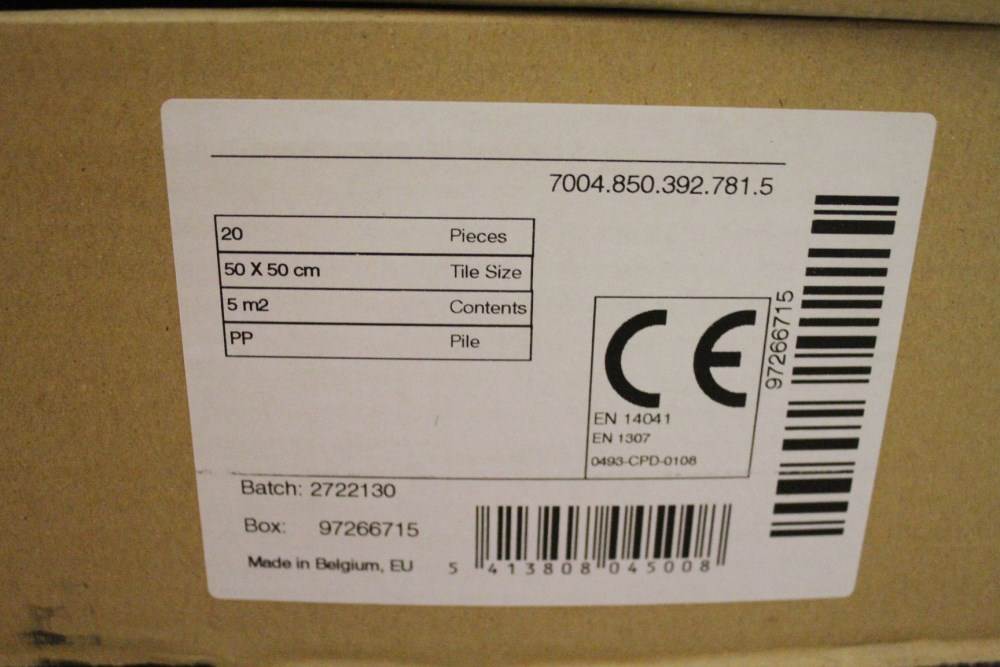 7004.850.392.781.5
20 Pieces
50 X 50 cm Tile Size
5 m2 Contents
PP Pile
CE
EN 14041
EN 1307
0493-CPD-0108
97266715
Batch: 2722130
Box: 97266715
Made in Belgium, EU
5 413808 045008